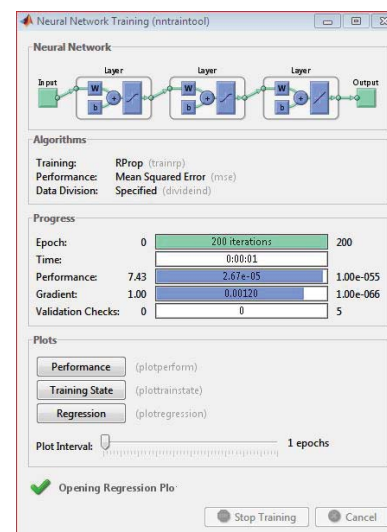 Neural Network Training (nntraintool)
Neural Network
Layer Layer Layer
Input W b W b W b Output
Algorithms
Training: RProp (trainrp)
Performance: Mean Squared Error (mse)
Data Division: Specified (divideind)
Progress
Epoch: 0 200 iterations 200
Time: 0:00:01
Performance: 7.43 2.67e-05 1.00e-055
Gradient: 1.00 0.00120 1.00e-066
Validation Checks: 0 0 5
Plots
Performance (plotperform)
Training State (plottrainstate)
Regression (plotregression)
Plot Interval: 1 epochs
Opening Regression Plo
Stop Training Cancel